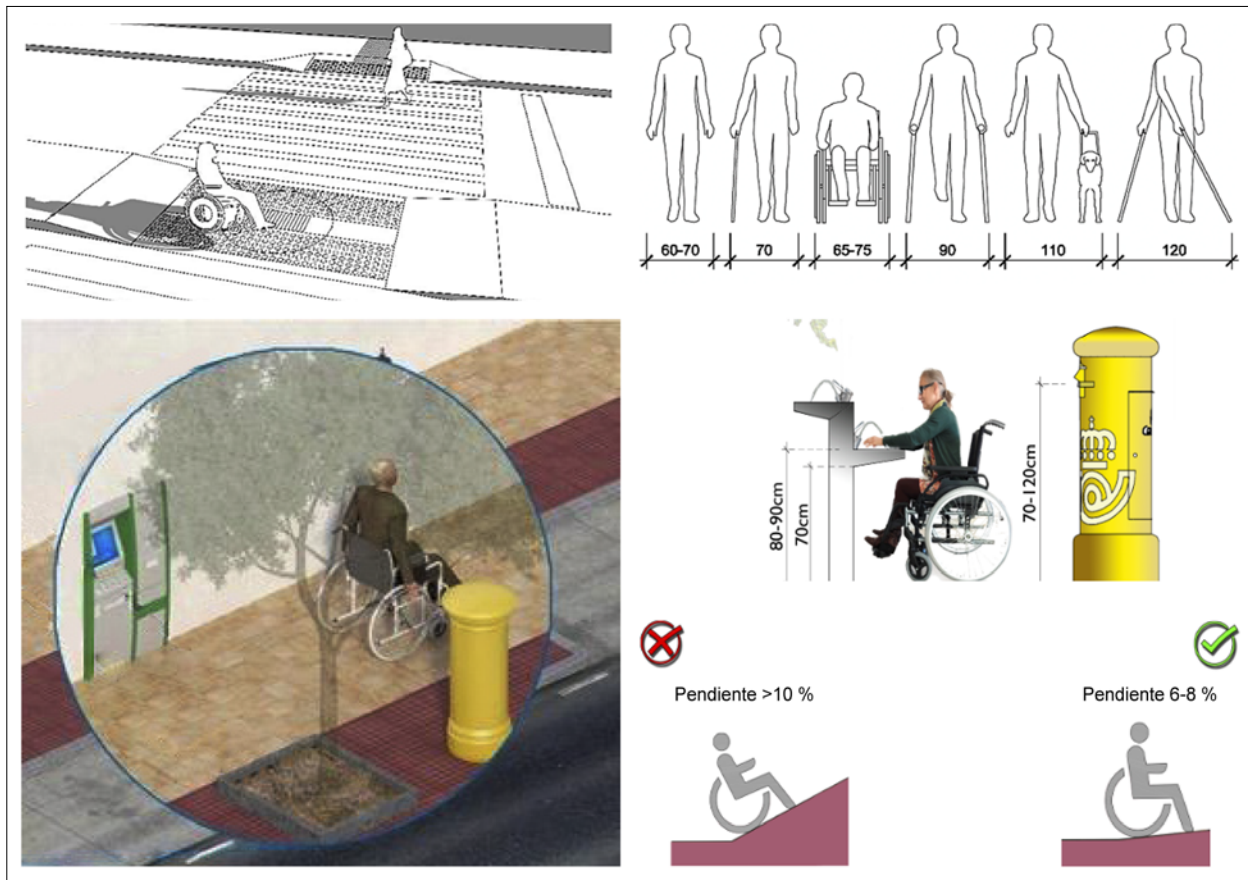 60-70 70 65-75 90 110 120
80-90cm
70cm
70-120cm
Pendiente >10 %
Pendiente 6-8 %